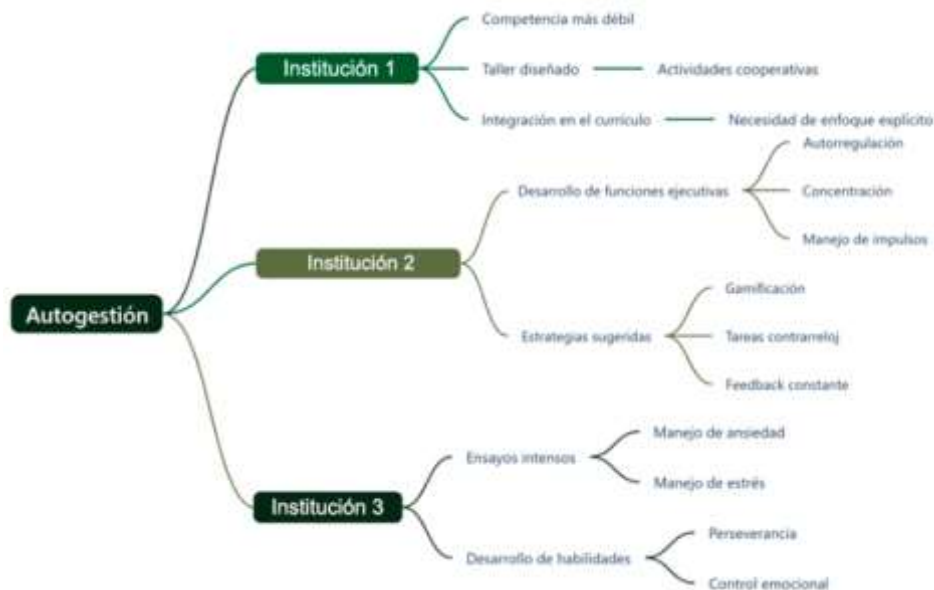 Autogestión
Institución 1
Competencia más débil
Taller diseñado
Actividades cooperativas
Integración en el currículo
Necesidad de enfoque explícito
Institución 2
Desarrollo de funciones ejecutivas
Autorregulación
Concentración
Manejo de impulsos
Estrategias sugeridas
Gamificación
Tareas contrarreloj
Feedback constante
Institución 3
Ensayos intensos
Manejo de ansiedad
Manejo de estrés
Desarrollo de habilidades
Perseverancia
Control emocional